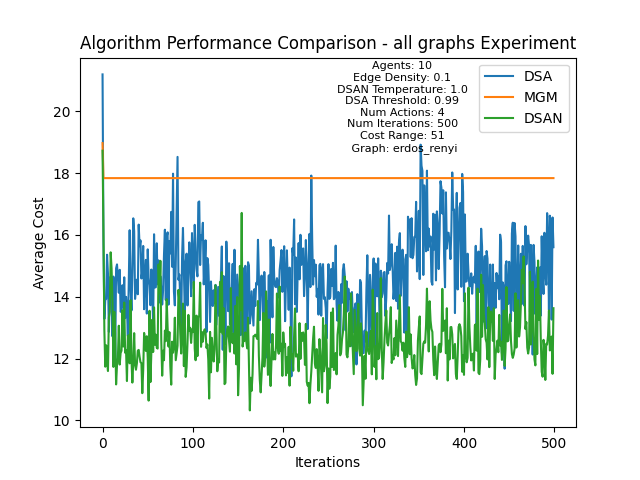 Algorithm Performance Comparison - all graphs Experiment
Agents: 10
Edge Density: 0.1
DSAN Temperature: 1.0
DSA Threshold: 0.99
Num Actions: 4
Num Iterations: 500
Cost Range: 51
Graph: erdos_renyi
DSA
MGM
DSAN
Average Cost
20
18
16
14
12
10
0
100
200
300
400
500
Iterations